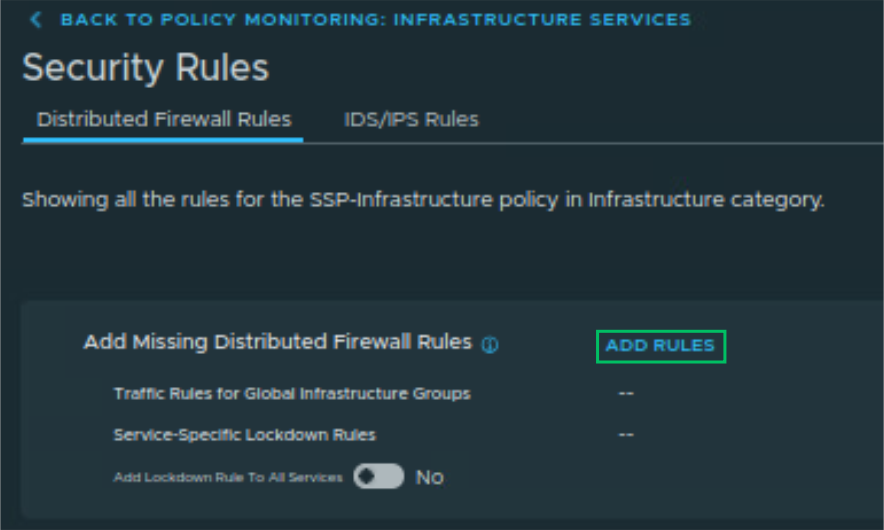 BACK TO POLICY MONITORING: INFRASTRUCTURE SERVICES
Security Rules
Distributed Firewall Rules IDS/IPS Rules
Showing all the rules for the SSP-Infrastructure policy in Infrastructure category.
Add Missing Distributed Firewall Rules ADD RULES
Traffic Rules for Global Infrastructure Groups --
Service-Specific Lockdown Rules --
Add Lockdown Rule To All Services No